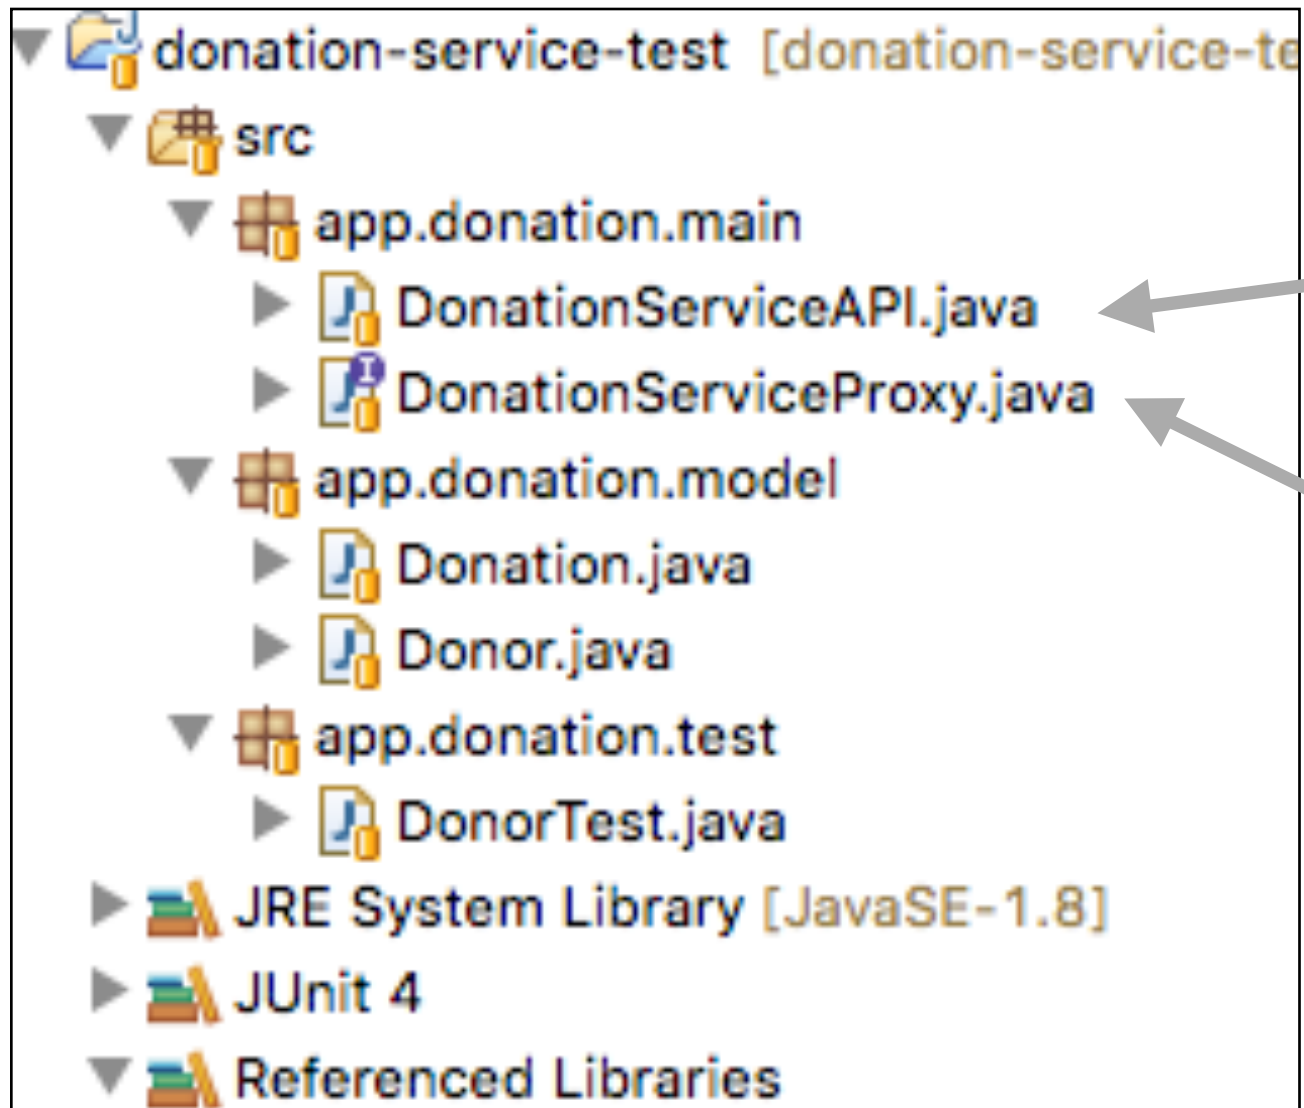 donation-service-test [donation-service-te
src
app.donation.main
DonationServiceAPI.java
DonationServiceProxy.java
app.donation.model
Donation.java
Donor.java
app.donation.test
DonorTest.java
JRE System Library [JavaSE-1.8]
JUnit 4
Referenced Libraries